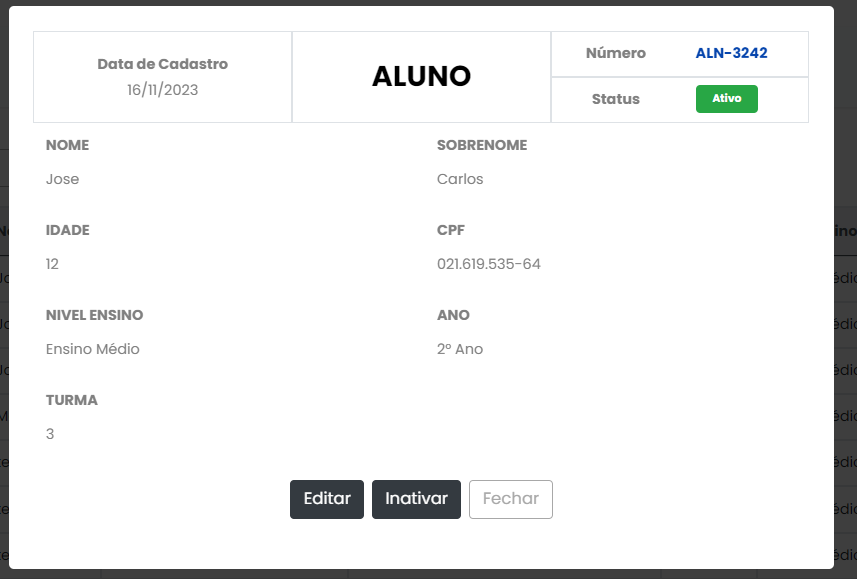 Data de Cadastro
16/11/2023
ALUNO
Número ALN-3242
Status Ativo
NOME
Jose
SOBRENOME
Carlos
IDADE
12
CPF
021.619.535-64
NIVEL ENSINO
Ensino Médio
ANO
2º Ano
TURMA
3
Editar Inativar Fechar